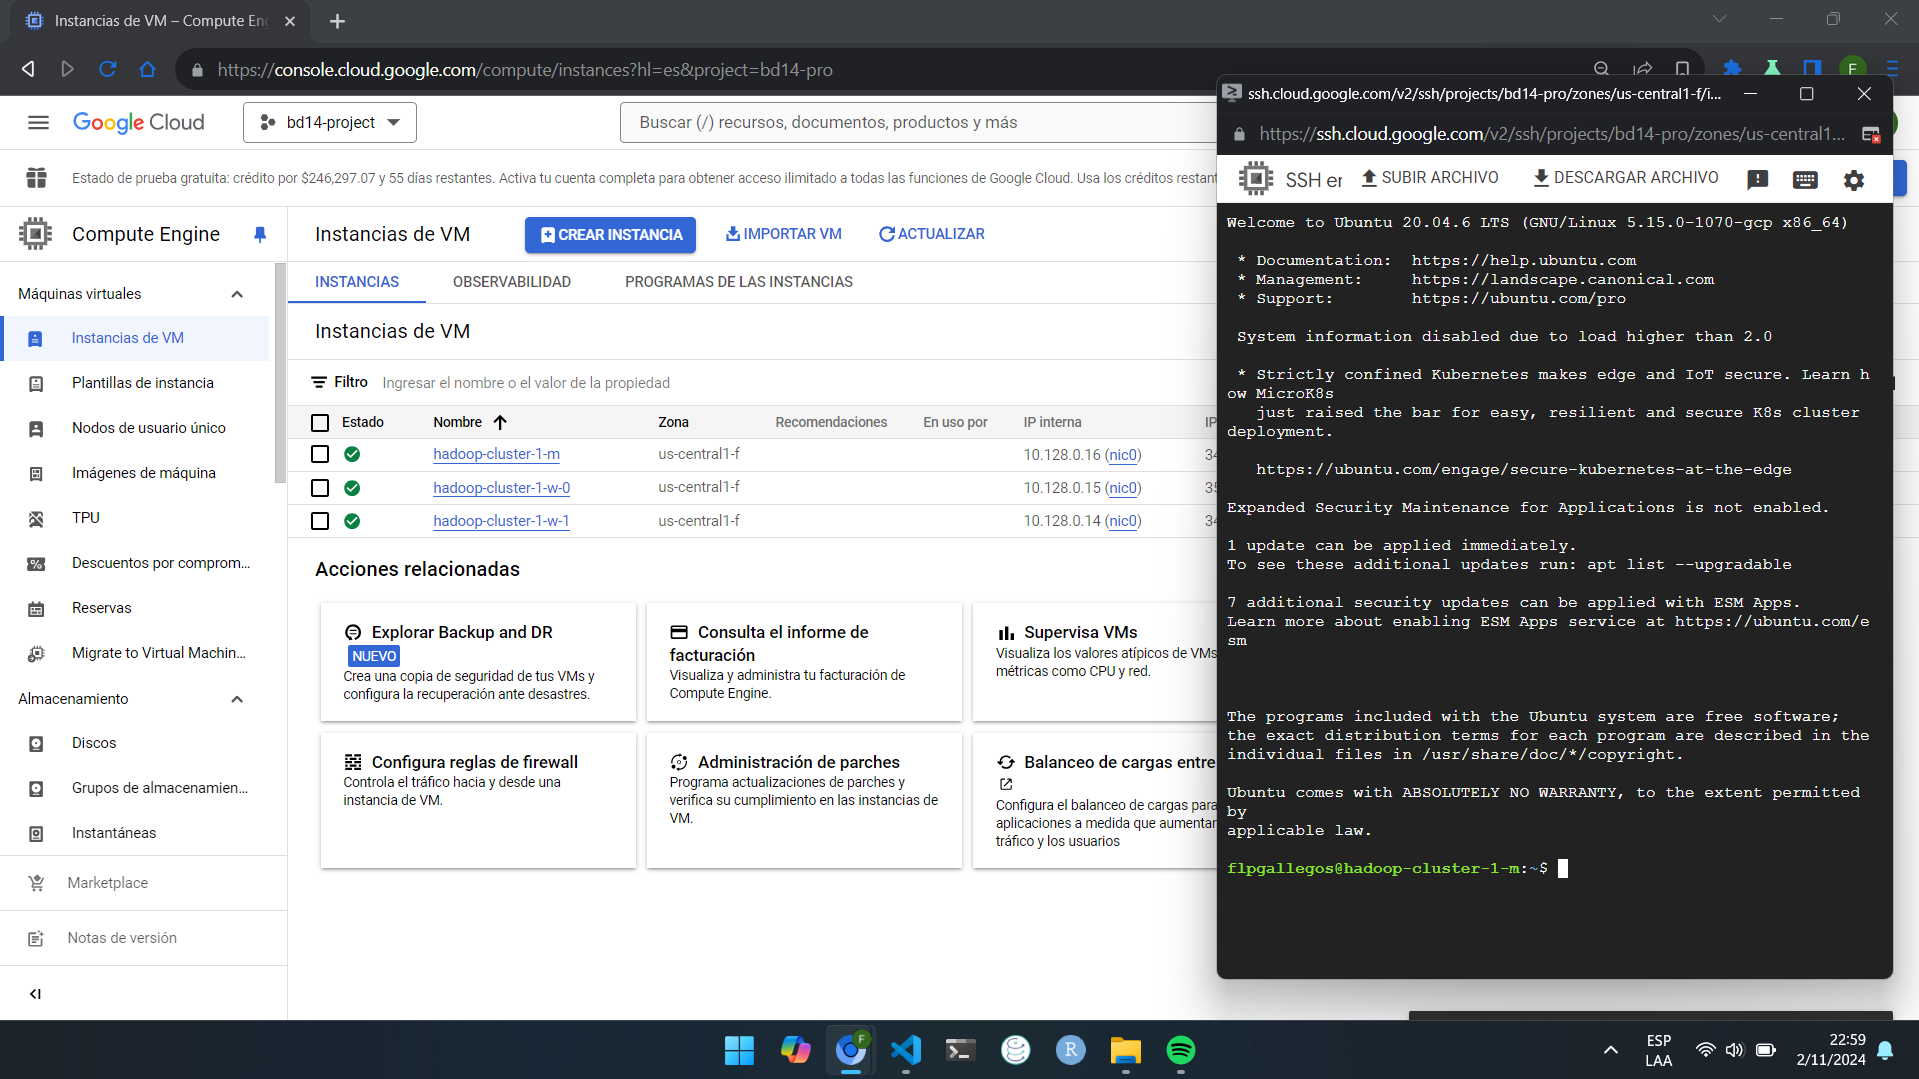 Instancias de VM – Compute En
https://console.cloud.google.com/compute/instances?hl=es&project=bd14-pro
F
Google Cloud
bd14-project
Buscar (/) recursos, documentos, productos y más
Estado de prueba gratuita: crédito por $246,297.07 y 55 días restantes. Activa tu cuenta completa para obtener acceso ilimitado a todas las funciones de Google Cloud. Usa los créditos restant
Compute Engine
Máquinas virtuales
Instancias de VM
Plantillas de instancia
Nodos de usuario único
Imágenes de máquina
TPU
Descuentos por comprom...
Reservas
Migrate to Virtual Machin...
Almacenamiento
Discos
Grupos de almacenamien...
Instantáneas
Marketplace
Notas de versión
Instancias de VM
CREAR INSTANCIA
IMPORTAR VM
ACTUALIZAR
INSTANCIAS
OBSERVABILIDAD
PROGRAMAS DE LAS INSTANCIAS
Instancias de VM
Filtro Ingresar el nombre o el valor de la propiedad
Estado Nombre Zona Recomendaciones En uso por IP interna IP
hadoop-cluster-1-m us-central1-f 10.128.0.16 (nic0) 34
hadoop-cluster-1-w-0 us-central1-f 10.128.0.15 (nic0) 35
hadoop-cluster-1-w-1 us-central1-f 10.128.0.14 (nic0) 34
Acciones relacionadas
Explorar Backup and DR
NUEVO
Crea una copia de seguridad de tus VMs y
configura la recuperación ante desastres.
Consulta el informe de
facturación
Visualiza y administra tu facturación de
Compute Engine.
Supervisa VMs
Visualiza los valores atípicos de VMs
métricas como CPU y red.
Configura reglas de firewall
Controla el tráfico hacia y desde una
instancia de VM.
Administración de parches
Programa actualizaciones de parches y
verifica su cumplimiento en las instancias de
VM.
Balanceo de cargas entre
Configura el balanceo de cargas para
aplicaciones a medida que aumentan
tráfico y los usuarios
ssh.cloud.google.com/v2/ssh/projects/bd14-pro/zones/us-central1-f/i...
https://ssh.cloud.google.com/v2/ssh/projects/bd14-pro/zones/us-central1...
SSH er
SUBIR ARCHIVO
DESCARGAR ARCHIVO
Welcome to Ubuntu 20.04.6 LTS (GNU/Linux 5.15.0-1070-gcp x86_64)
* Documentation: https://help.ubuntu.com
* Management: https://landscape.canonical.com
* Support: https://ubuntu.com/pro
System information disabled due to load higher than 2.0
* Strictly confined Kubernetes makes edge and IoT secure. Learn h
ow MicroK8s
just raised the bar for easy, resilient and secure K8s cluster
deployment.
https://ubuntu.com/engage/secure-kubernetes-at-the-edge
Expanded Security Maintenance for Applications is not enabled.
1 update can be applied immediately.
To see these additional updates run: apt list --upgradable
7 additional security updates can be applied with ESM Apps.
Learn more about enabling ESM Apps service at https://ubuntu.com/e
sm
The programs included with the Ubuntu system are free software;
the exact distribution terms for each program are described in the
individual files in /usr/share/doc/*/copyright.
Ubuntu comes with ABSOLUTELY NO WARRANTY, to the extent permitted
by
applicable law.
flpgallegos@hadoop-cluster-1-m:~$
F
R
ESP
LAA
22:59
2/11/2024